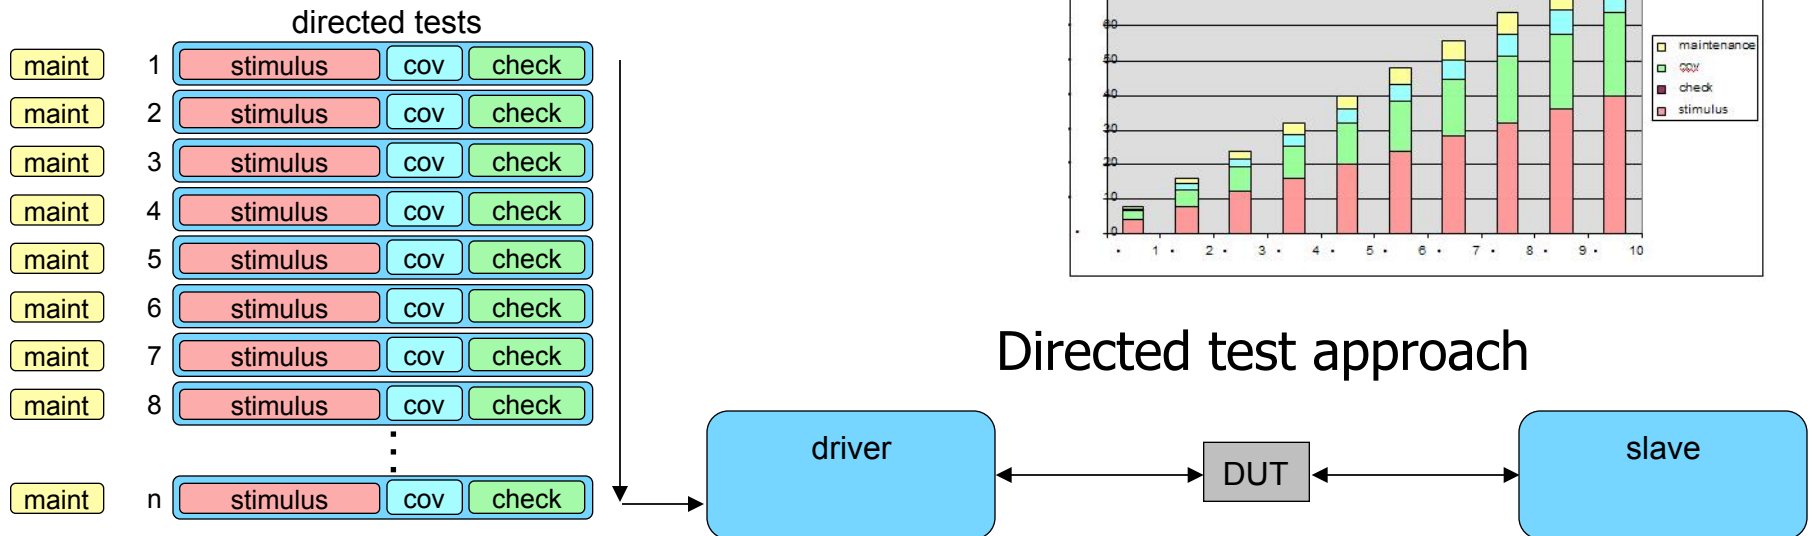 directed tests
maint 1 stimulus cov check
maint 2 stimulus cov check
maint 3 stimulus cov check
maint 4 stimulus cov check
maint 5 stimulus cov check
maint 6 stimulus cov check
maint 7 stimulus cov check
maint 8 stimulus cov check
maint n stimulus cov check
60
50
40
30
20
10
0
1 2 3 4 5 6 7 8 9 10
maintenance
cov
check
stimulus
Directed test approach
driver
DUT
slave